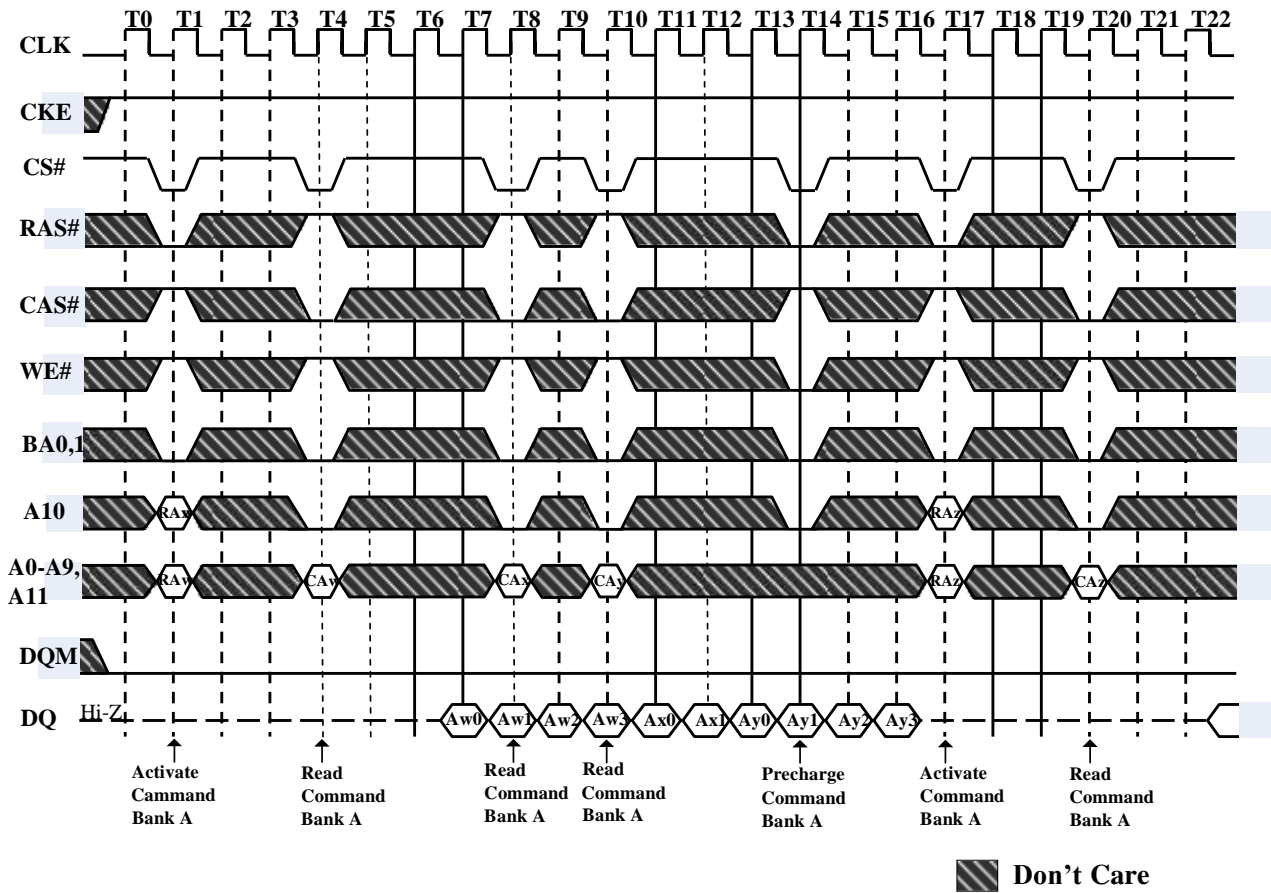 T0 T1 T2 T3 T4 T5 T6 T7 T8 T9 T10 T11 T12 T13 T14 T15 T16 T17 T18 T19 T20 T21 T22
CLK
CKE
CS#
RAS#
CAS#
WE#
BA0,1
A10
RAx RAz
A0-A9,
A11
RAw CAw CAx CAy RAz CAz
DQM
DQ Hi-Z Aw0 Aw1 Aw2 Aw3 Ax0 Ax1 Ay0 Ay1 Ay2 Ay3
Activate
Cammand
Bank A
Read
Command
Bank A
Read
Command
Bank A
Read
Command
Bank A
Precharge
Command
Bank A
Activate
Command
Bank A
Read
Command
Bank A
Don't Care